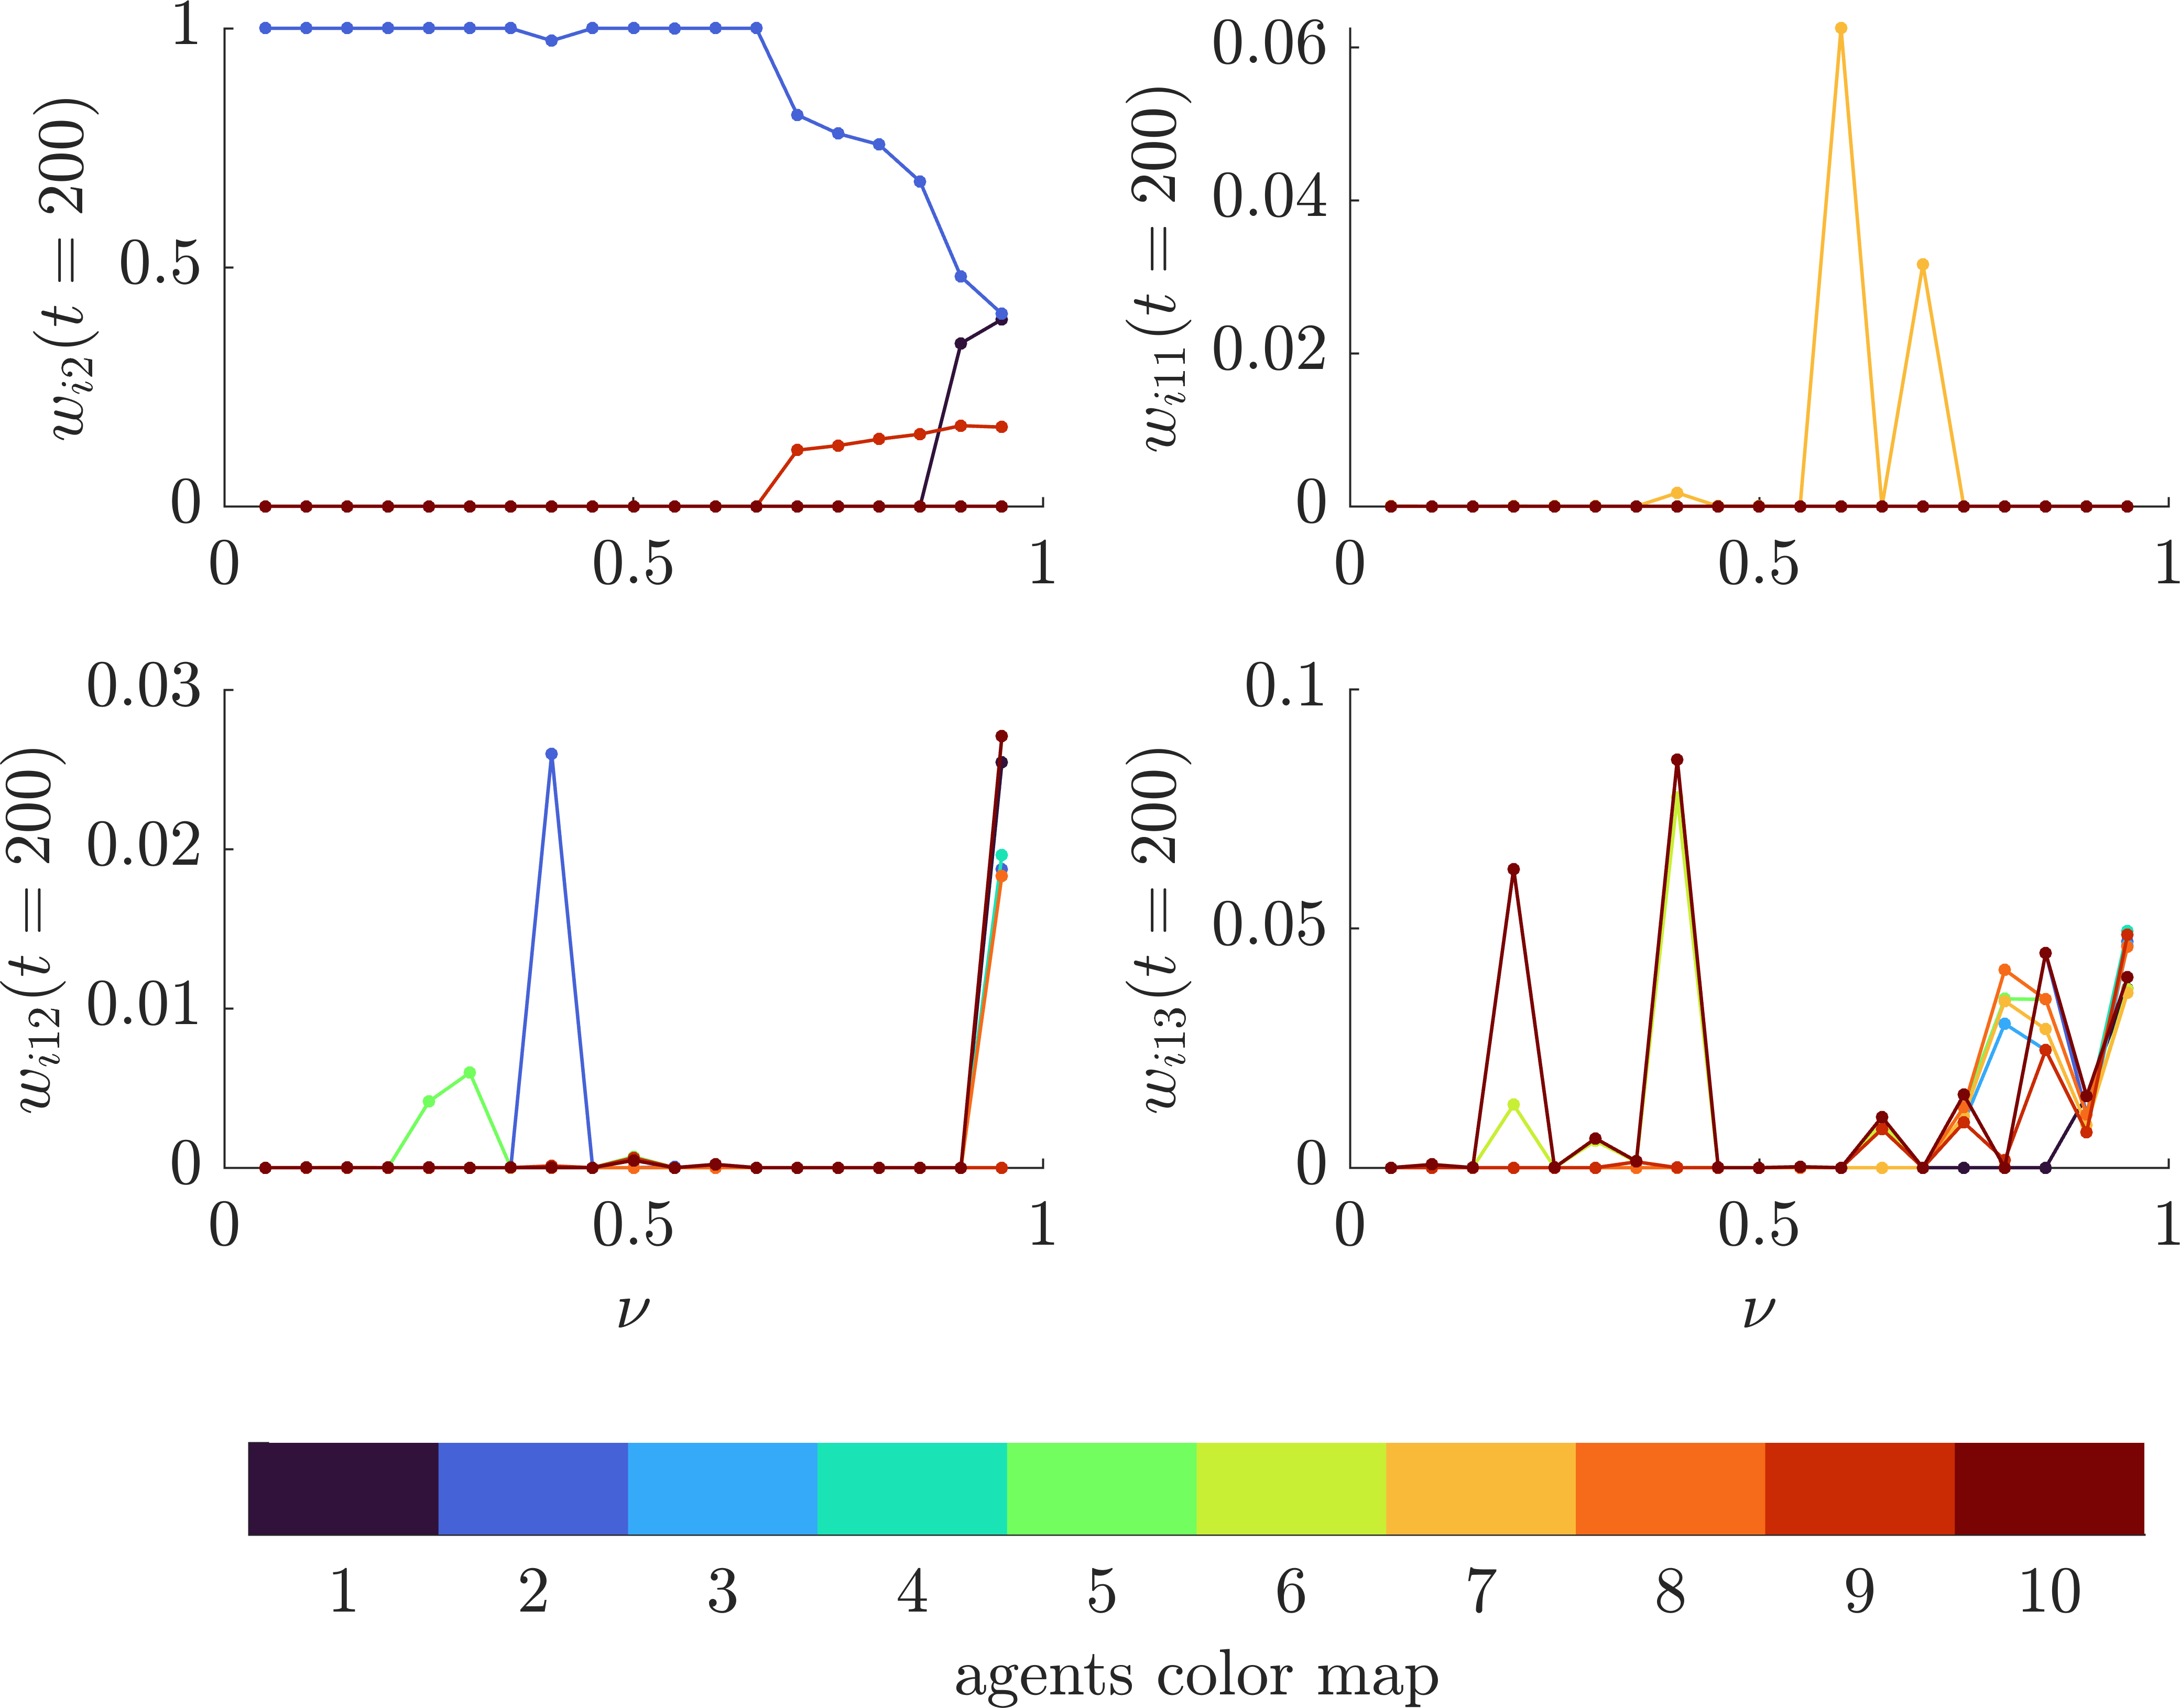 1
0.5
0
w_{i2}(t = 200)
0 0.5 1
0.06
0.04
0.02
0
w_{i11}(t = 200)
0 0.5 1
0.03
0.02
0.01
0
w_{i12}(t = 200)
0 0.5 1
ν
0.1
0.05
0
w_{i13}(t = 200)
0 0.5 1
ν
1 2 3 4 5 6 7 8 9 10
agents color map